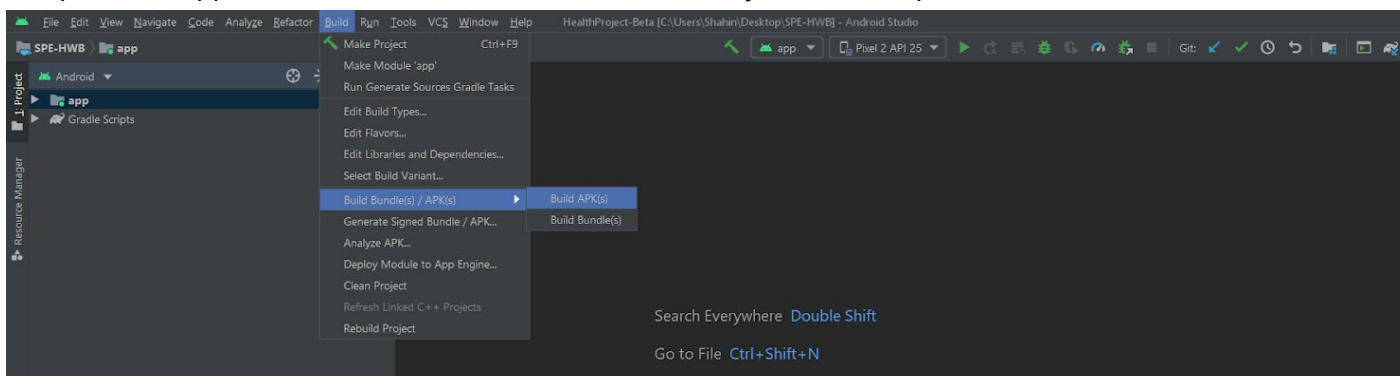 File Edit View Navigate Code Analyze Refactor Build Run Tools VCS Window Help HealthProject-Beta [C:\Users\Shahin\Desktop\SPE-HWB] - Android Studio
SPE-HWB app
app Pixel 2 API 25 Git:
1: Project
Resource Manager
Android
app
Gradle Scripts
Make Project Ctrl+F9
Make Module 'app'
Run Generate Sources Gradle Tasks
Edit Build Types...
Edit Flavors...
Edit Libraries and Dependencies...
Select Build Variant...
Build Bundle(s) / APK(s)
Build APK(s)
Build Bundle(s)
Generate Signed Bundle / APK...
Analyze APK...
Deploy Module to App Engine...
Clean Project
Refresh Linked C++ Projects
Rebuild Project
Search Everywhere Double Shift
Go to File Ctrl+Shift+N